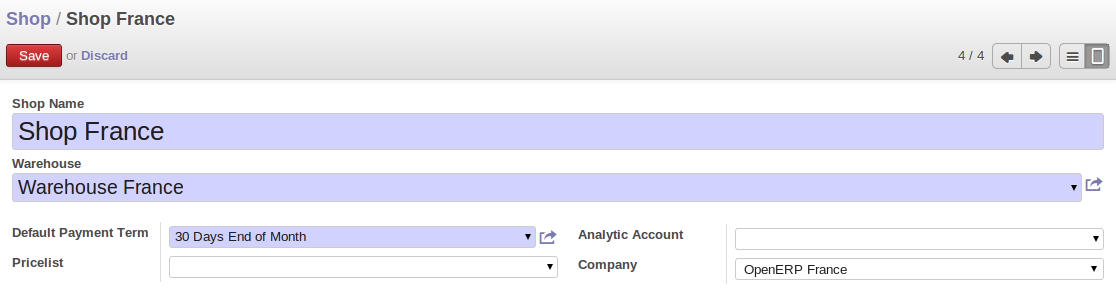 Shop / Shop France
Save or Discard
4 / 4
Shop Name
Shop France
Warehouse
Warehouse France
Default Payment Term
30 Days End of Month
Analytic Account
Pricelist
Company
OpenERP France